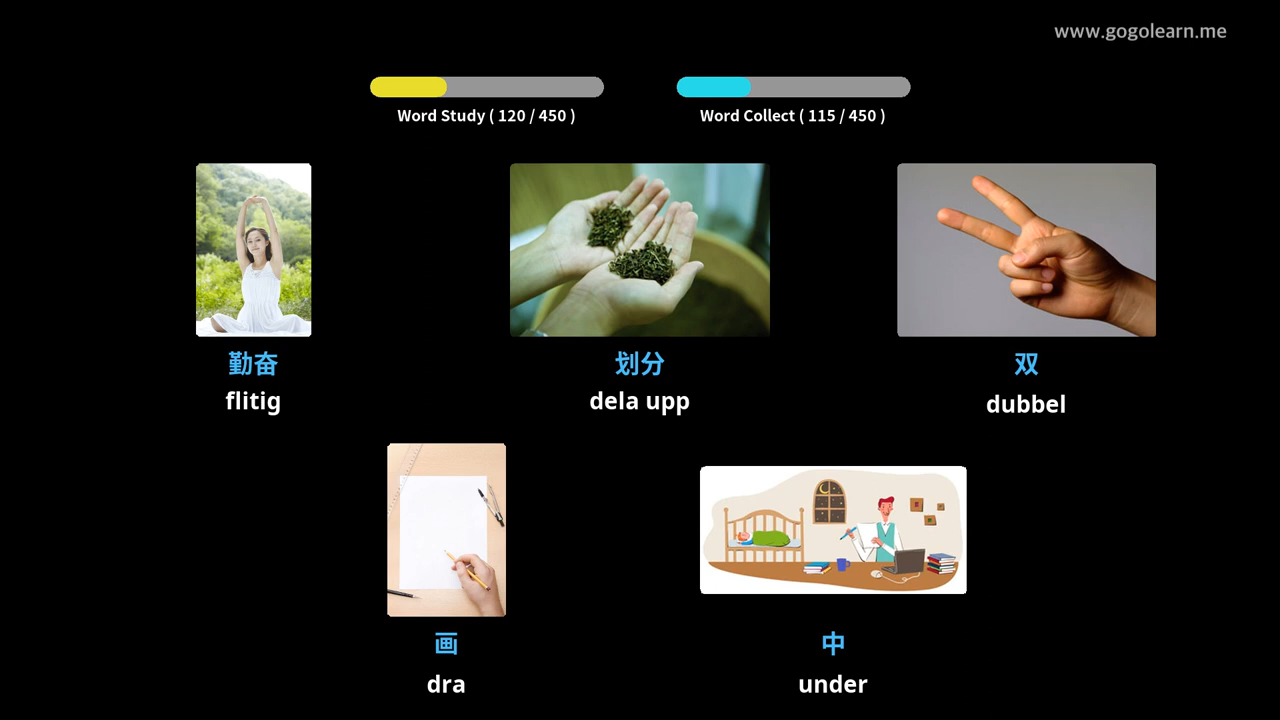 www.gogolearn.me
Word Study ( 120 / 450 )
Word Collect ( 115 / 450 )
勤奋
flitig
划分
dela upp
双
dubbel
画
dra
中
under